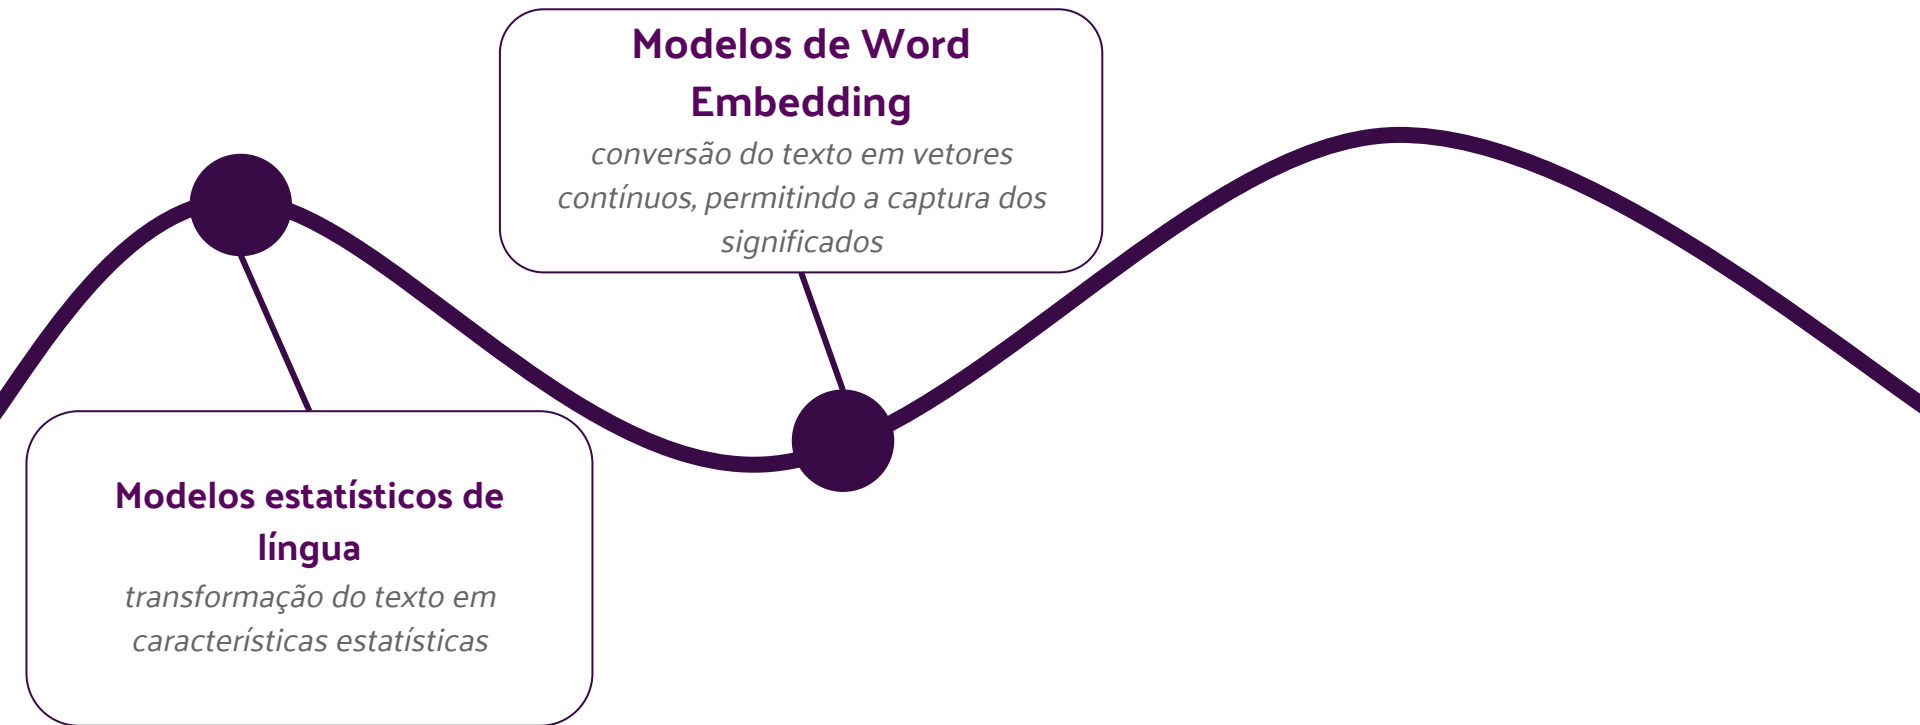 Modelos de Word
Embedding
conversão do texto em vetores
contínuos, permitindo a captura dos
significados
Modelos estatísticos de
língua
transformação do texto em
características estatísticas